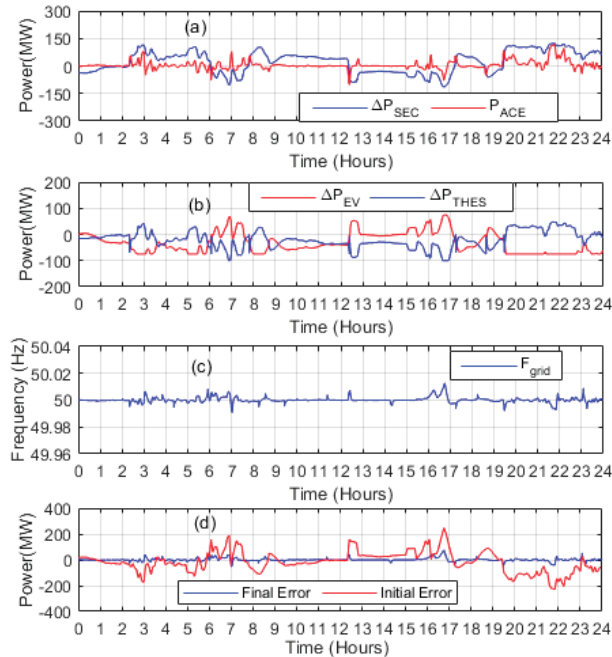 (a)
Power(MW)
300
150
0
-150
-300
ΔP_SEC P_ACE
0 1 2 3 4 5 6 7 8 9 10 11 12 13 14 15 16 17 18 19 20 21 22 23 24
Time (Hours)
(b)
Power(MW)
200
100
0
-100
-200
ΔP_EV ΔP_THES
0 1 2 3 4 5 6 7 8 9 10 11 12 13 14 15 16 17 18 19 20 21 22 23 24
Time (Hours)
(c)
Frequency (Hz)
50.04
50.02
50
49.98
49.96
F_grid
0 1 2 3 4 5 6 7 8 9 10 11 12 13 14 15 16 17 18 19 20 21 22 23 24
Time (Hours)
(d)
Power(MW)
400
200
0
-200
-400
Final Error Initial Error
0 1 2 3 4 5 6 7 8 9 10 11 12 13 14 15 16 17 18 19 20 21 22 23 24
Time (Hours)